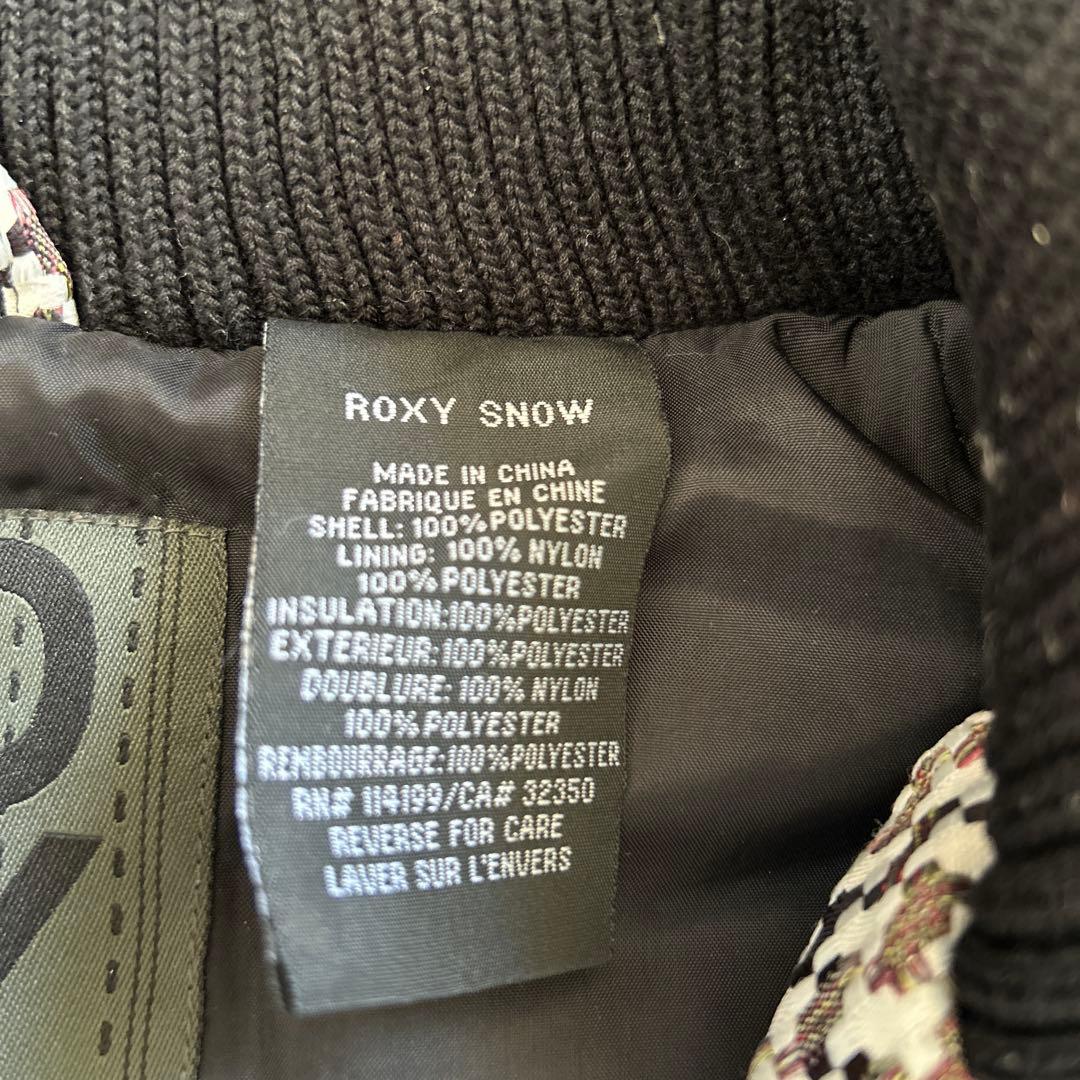 ROXY SNOW
MADE IN CHINA
FABRIQUE EN CHINE
SHELL: 100% POLYESTER
LINING: 100% NYLON
100% POLYESTER
INSULATION:100%POLYESTER
EXTERIEUR:100%POLYESTER
DOUBLURE: 100% NYLON
100% POLYESTER
REMBOURRAGE:100%POLYESTER
RN# 114199/CA# 32350
REVERSE FOR CARE
LAVER SUR L'ENVERS